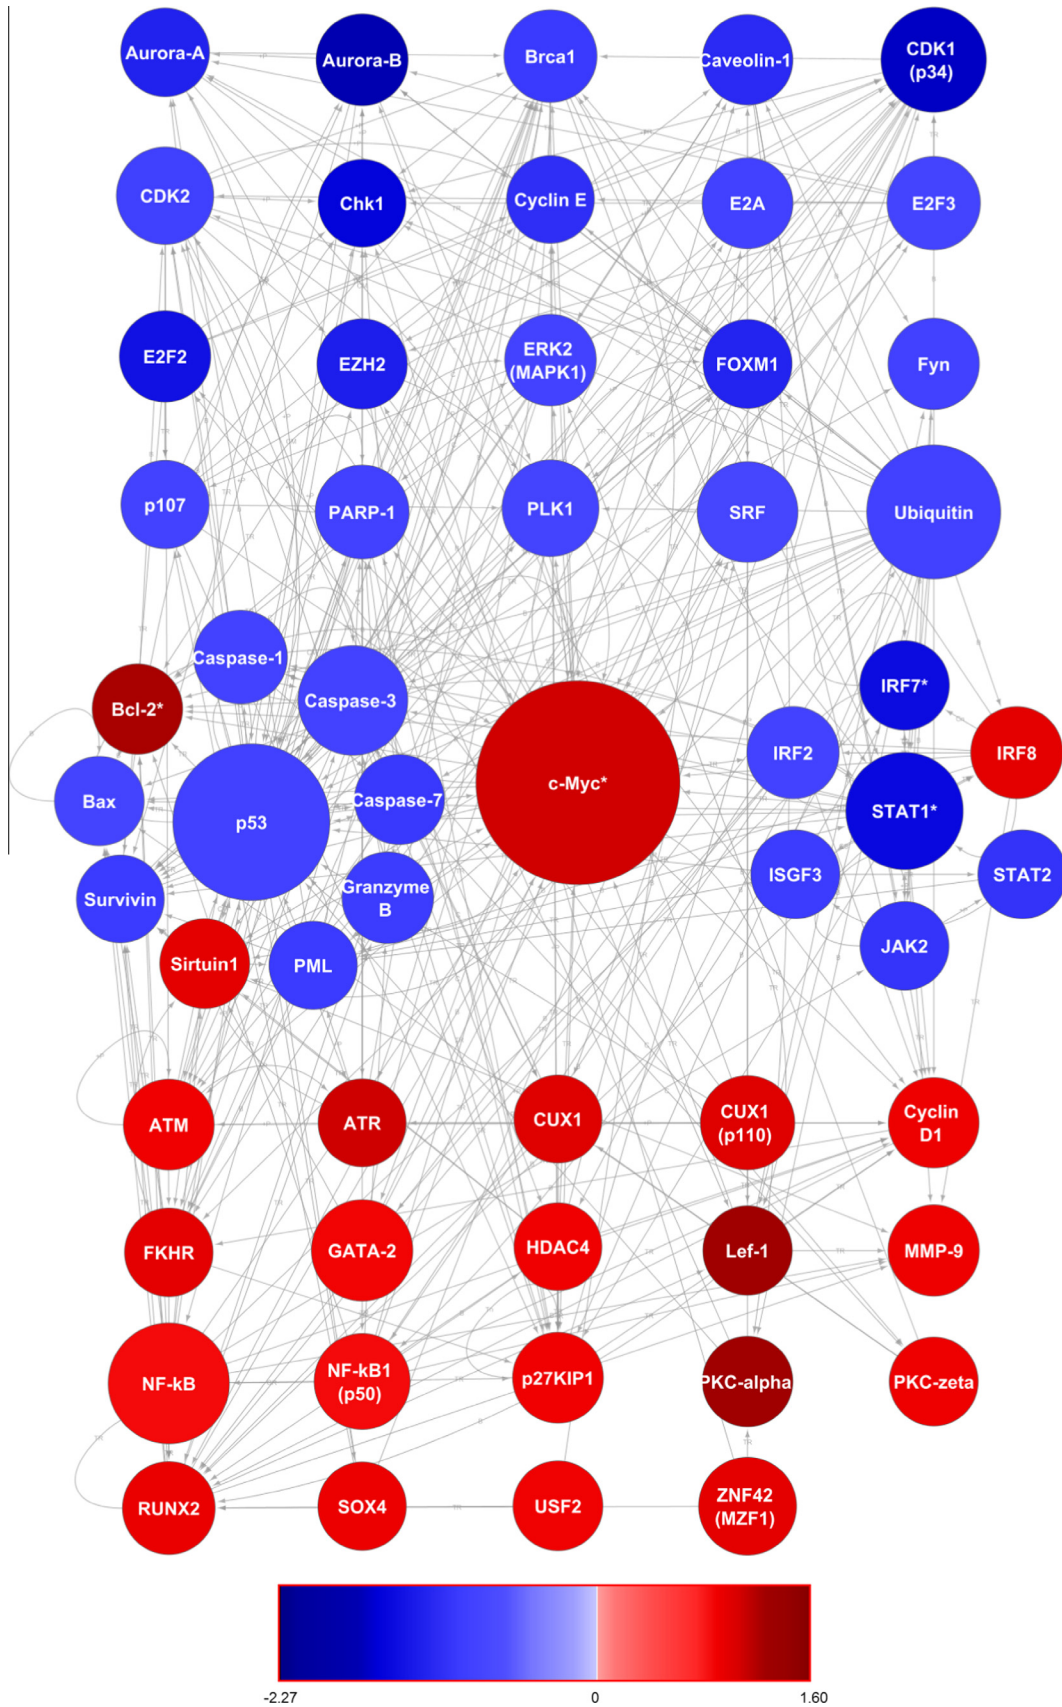 Aurora-A
Aurora-B
Brca1
Caveolin-1
CDK1
(p34)
CDK2
Chk1
Cyclin E
E2A
E2F3
E2F2
EZH2
ERK2
(MAPK1)
FOXM1
Fyn
p107
PARP-1
PLK1
SRF
Ubiquitin
Caspase-1
Bcl-2*
Caspase-3
IRF7*
IRF2
IRF8
c-Myc*
Bax
p53
Caspase-7
STAT1*
Survivin
Granzyme
B
ISGF3
STAT2
Sirtuin1
PML
JAK2
ATM
ATR
CUX1
CUX1
(p110)
Cyclin
D1
FKHR
GATA-2
HDAC4
Lef-1
MMP-9
NF-kB
NF-kB1
(p50)
p27KIP1
PKC-alpha
PKC-zeta
RUNX2
SOX4
USF2
ZNF42
(MZF1)
-2.27
0
1.60